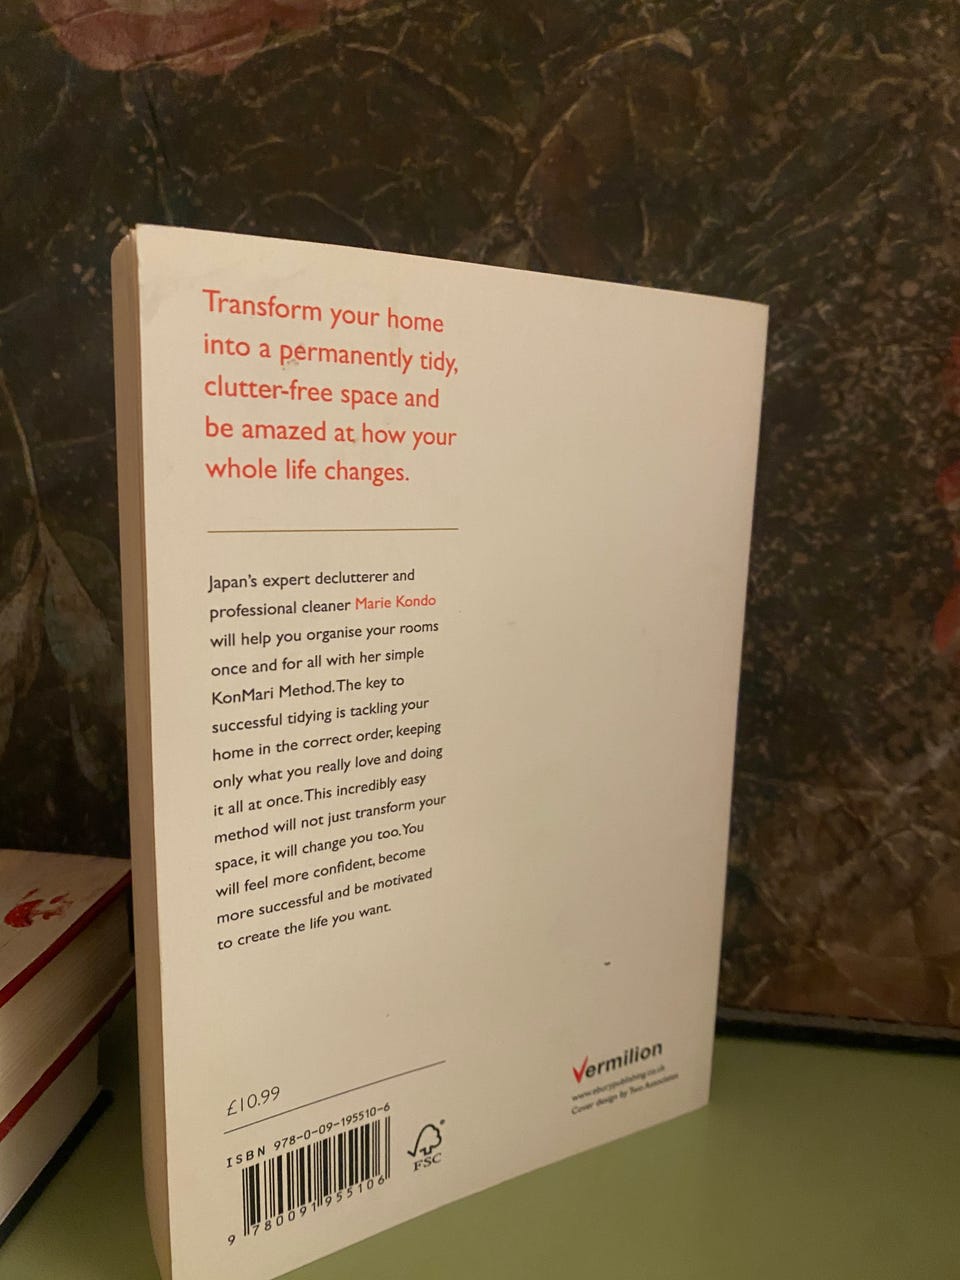 Transform your home
into a permanently tidy,
clutter-free space and
be amazed at how your
whole life changes.
Japan's expert declutterer and
professional cleaner Marie Kondo
will help you organise your rooms
once and for all with her simple
KonMari Method. The key to
successful tidying is tackling your
home in the correct order, keeping
only what you really love and doing
it all at once. This incredibly easy
method will not just transform your
space, it will change you too. You
will feel more confident, become
more successful and be motivated
to create the life you want.
£10.99
ISBN 978-0-09-195510-6
9 780091 955106
FSC
Vermilion
www.eburypublishing.co.uk
Cover design by Two Associates